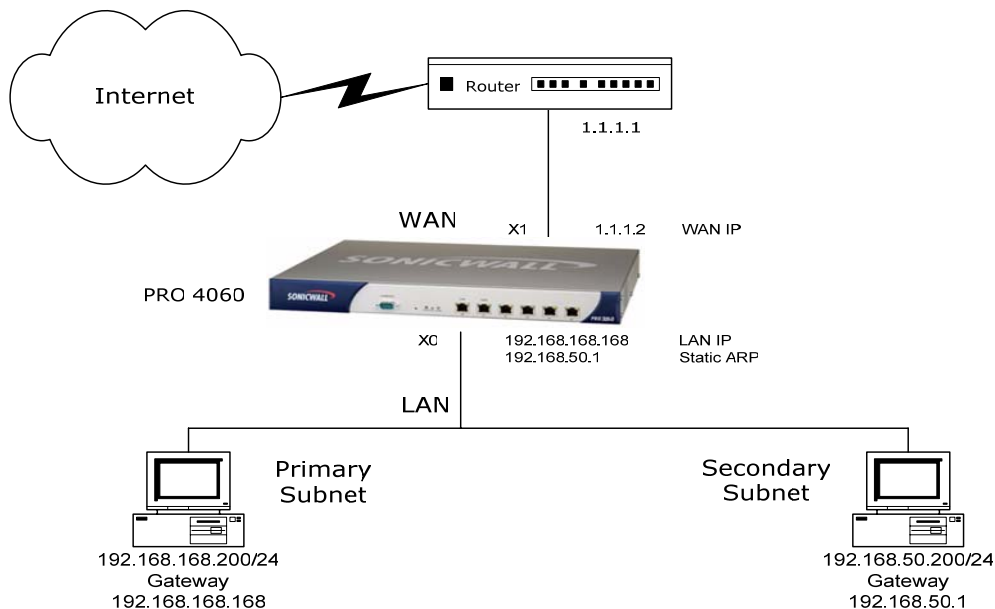 Internet
Router
1.1.1.1
WAN
X1 1.1.1.2 WAN IP
SONICWALL
PRO 4060
SONICWALL
X0 192.168.168.168 LAN IP
192.168.50.1 Static ARP
LAN
Primary
Subnet
Secondary
Subnet
192.168.168.200/24
Gateway
192.168.168.168
192.168.50.200/24
Gateway
192.168.50.1